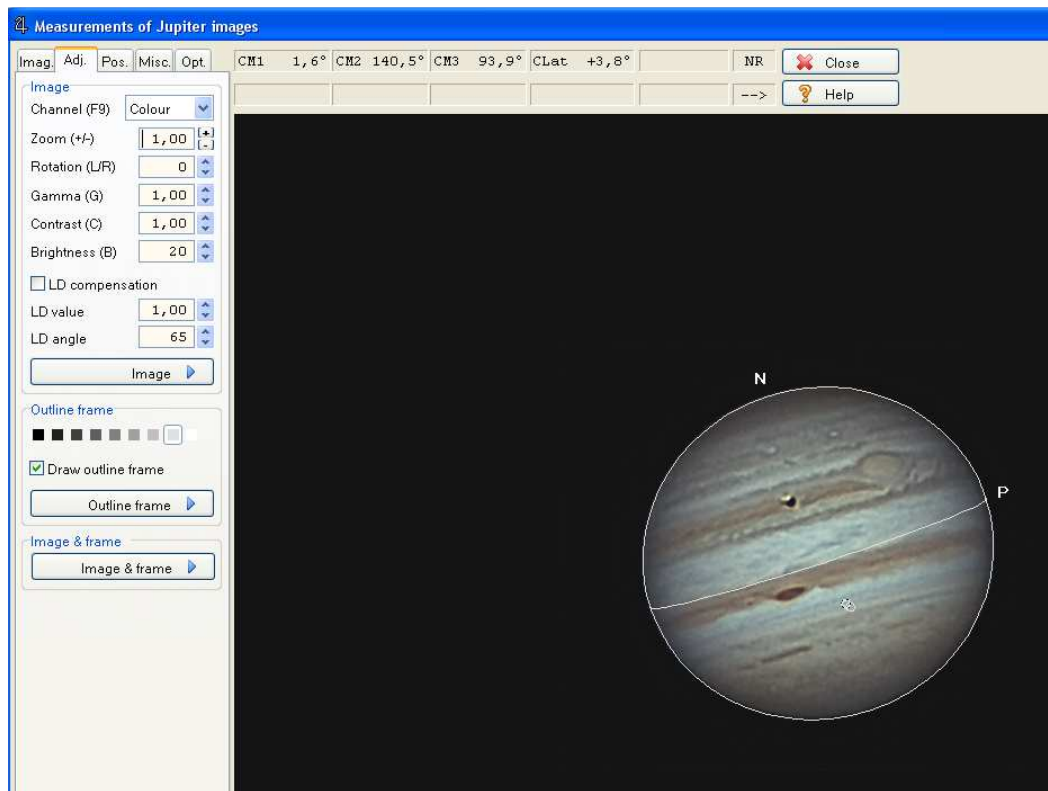 Measurements of Jupiter images
Imag. Adj. Pos. Misc. Opt.
CM1 1,6° CM2 140,5° CM3 93,9° CLat +3,8° NR Close
--> Help
Image
Channel (F9) Colour
Zoom (+/-) 1,00 [+] [-]
Rotation (L/R) 0
Gamma (G) 1,00
Contrast (C) 1,00
Brightness (B) 20
LD compensation
LD value 1,00
LD angle 65
Image
Outline frame
Draw outline frame
Outline frame
Image & frame
Image & frame
N
P